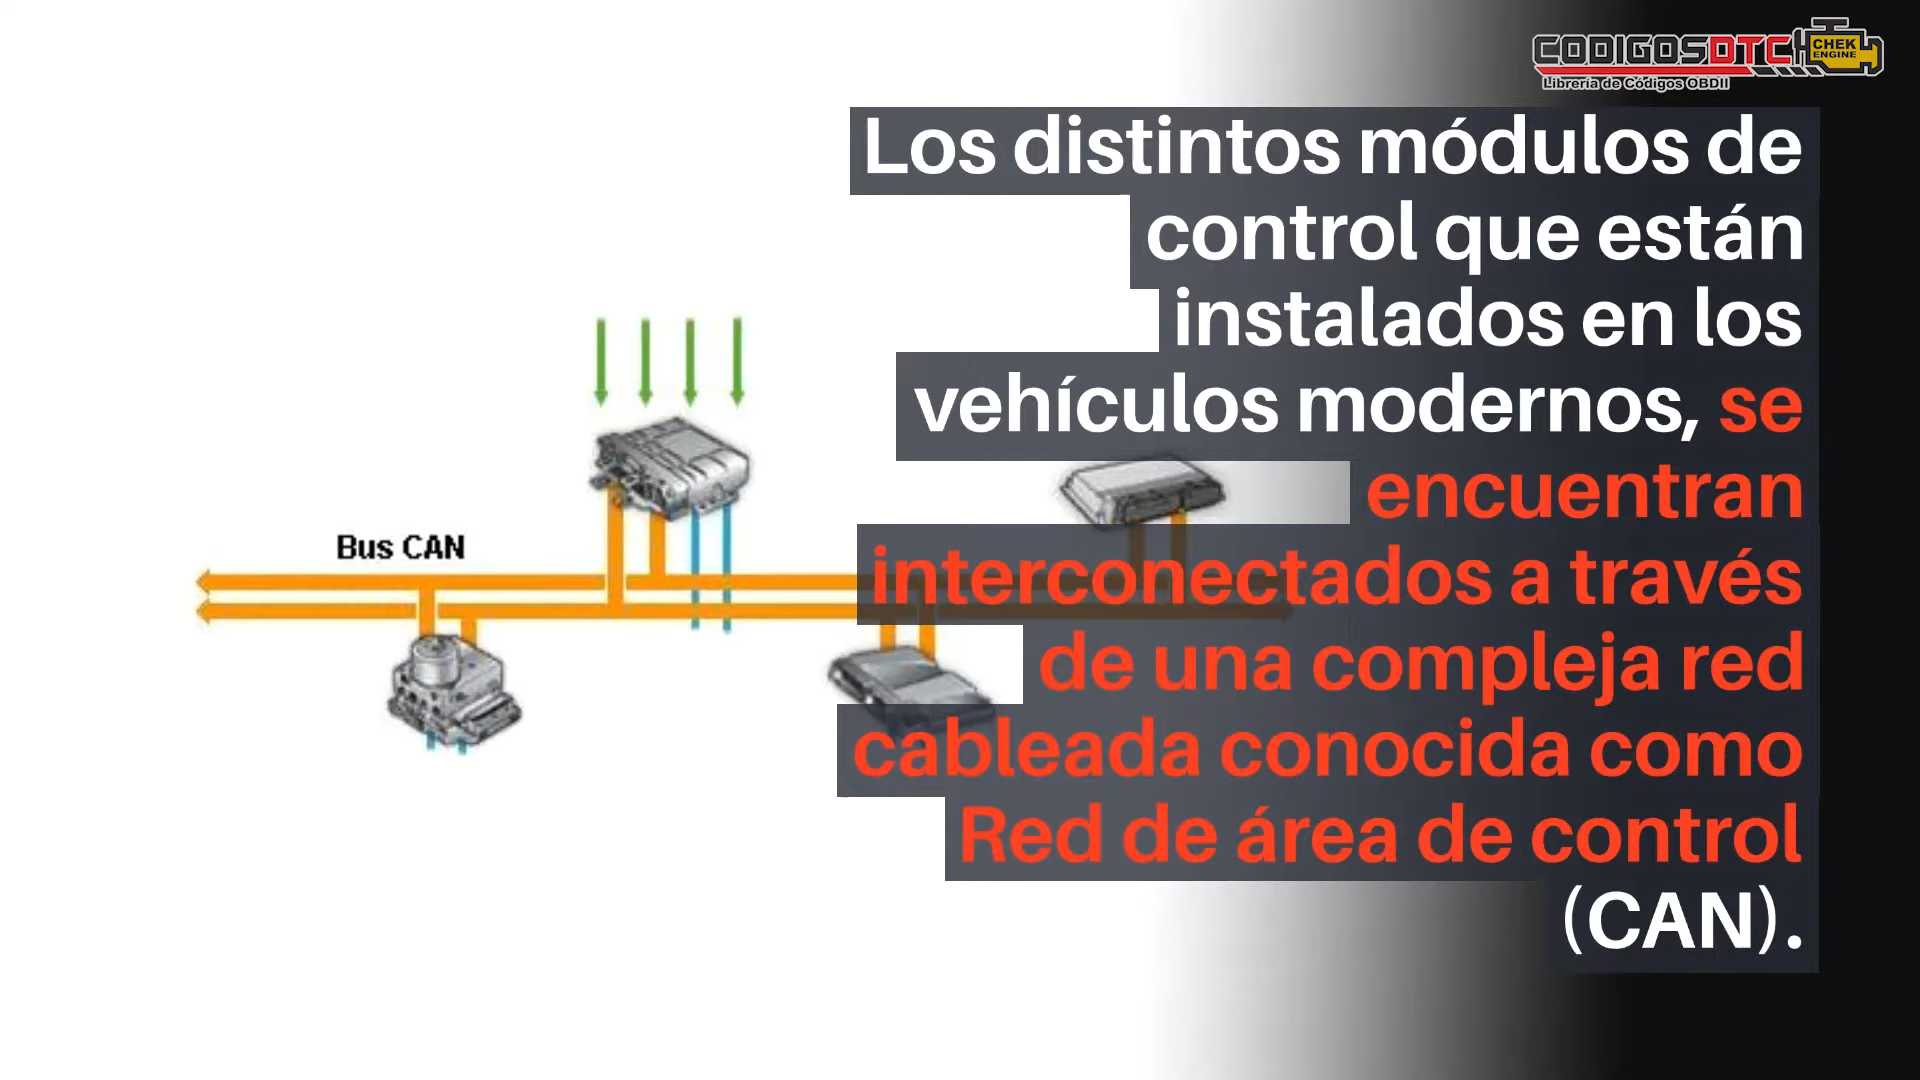 CODIGOSDTC
CHEK
ENGINE
Librería de Códigos OBDII
Los distintos módulos de
control que están
instalados en los
vehículos modernos, se
encuentran
interconectados a través
de una compleja red
cableada conocida como
Red de área de control
(CAN).
Bus CAN